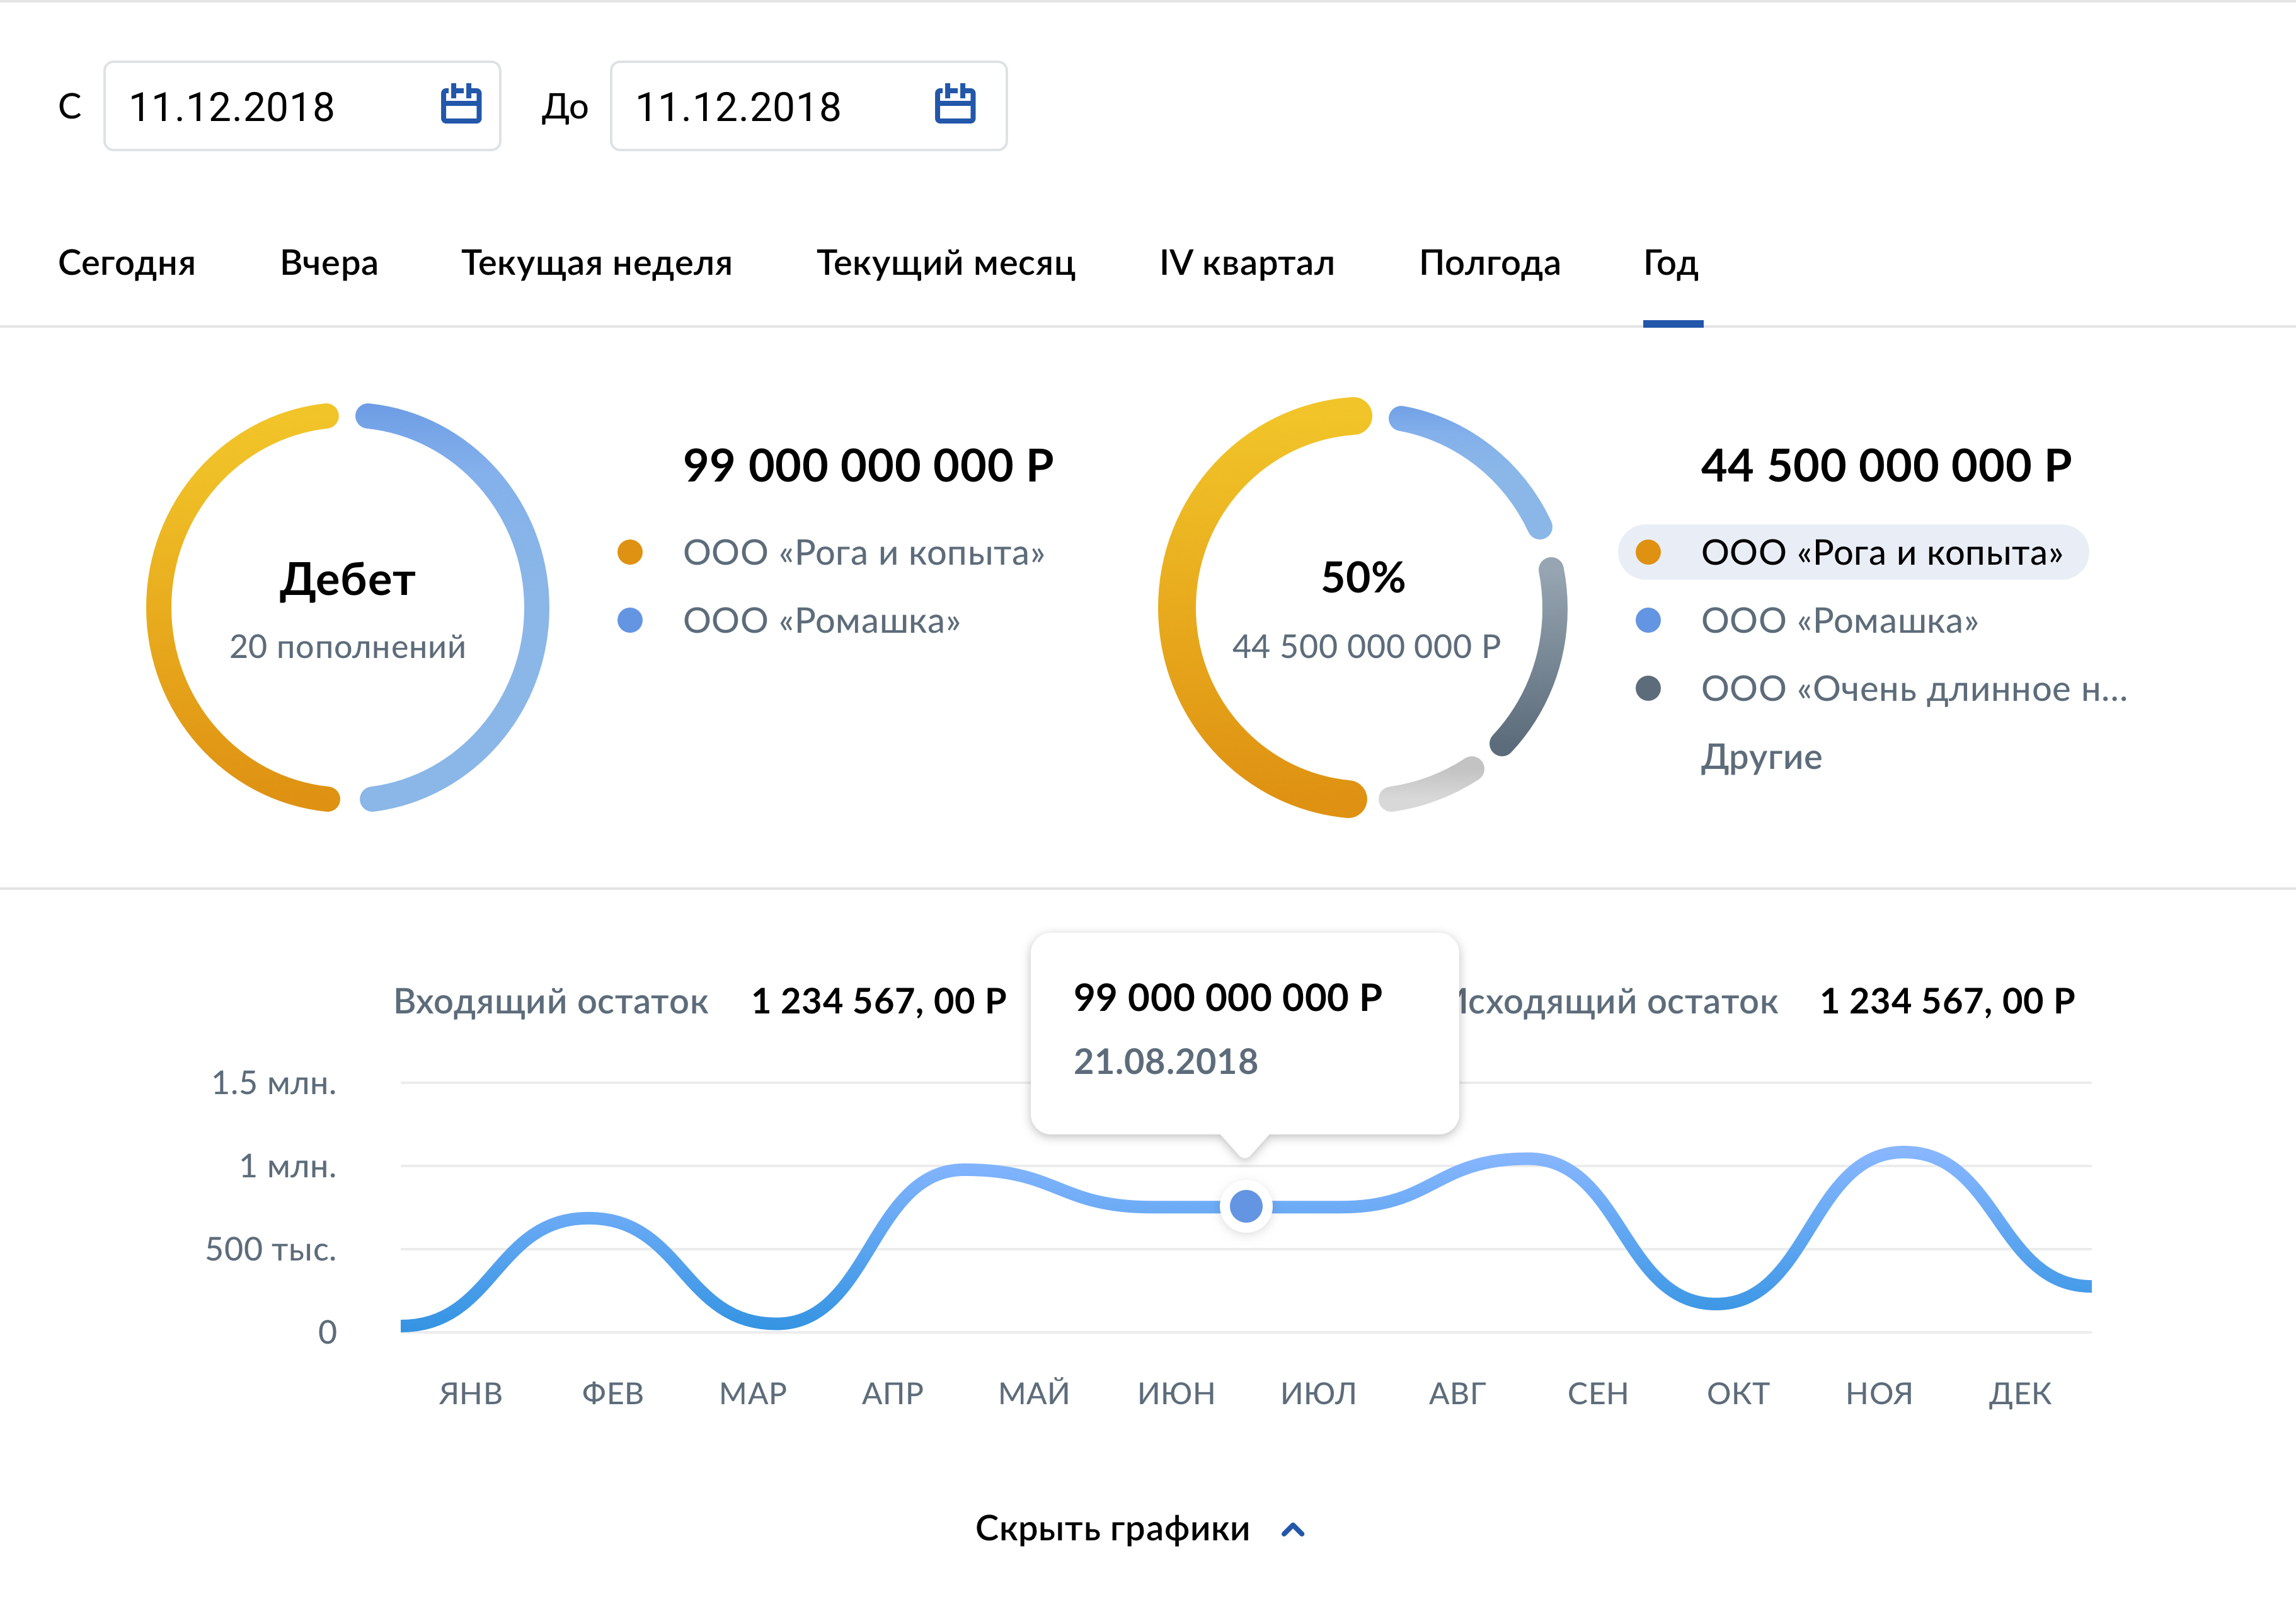 С 11.12.2018 До 11.12.2018
Сегодня Вчера Текущая неделя Текущий месяц IV квартал Полгода Год
Дебет
20 пополнений
99 000 000 000 Р
ООО «Рога и копыта»
ООО «Ромашка»
50%
44 500 000 000 Р
44 500 000 000 Р
ООО «Рога и копыта»
ООО «Ромашка»
ООО «Очень длинное н...
Другие
Входящий остаток 1 234 567, 00 Р
99 000 000 000 Р
21.08.2018
Исходящий остаток 1 234 567, 00 Р
1.5 млн.
1 млн.
500 тыс.
0
ЯНВ ФЕВ МАР АПР МАЙ ИЮН ИЮЛ АВГ СЕН ОКТ НОЯ ДЕК
Скрыть графики